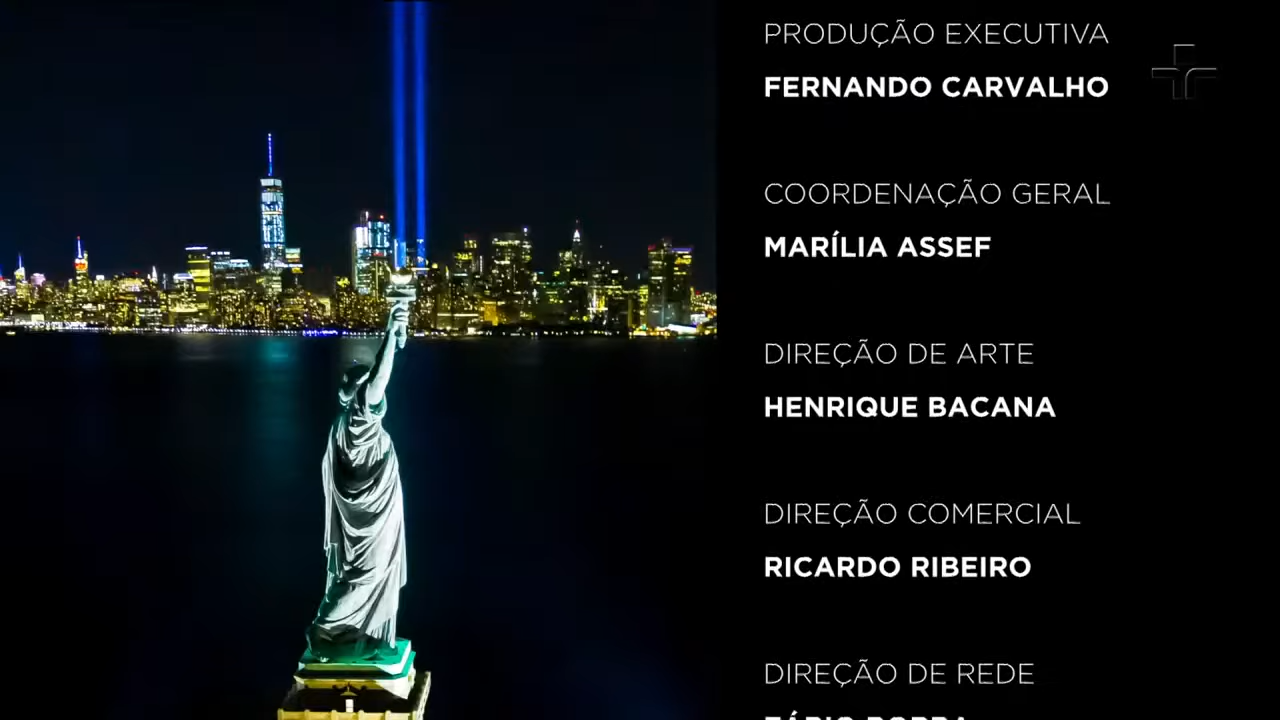 PRODUÇÃO EXECUTIVA
FERNANDO CARVALHO
COORDENAÇÃO GERAL
MARÍLIA ASSEF
DIREÇÃO DE ARTE
HENRIQUE BACANA
DIREÇÃO COMERCIAL
RICARDO RIBEIRO
DIREÇÃO DE REDE